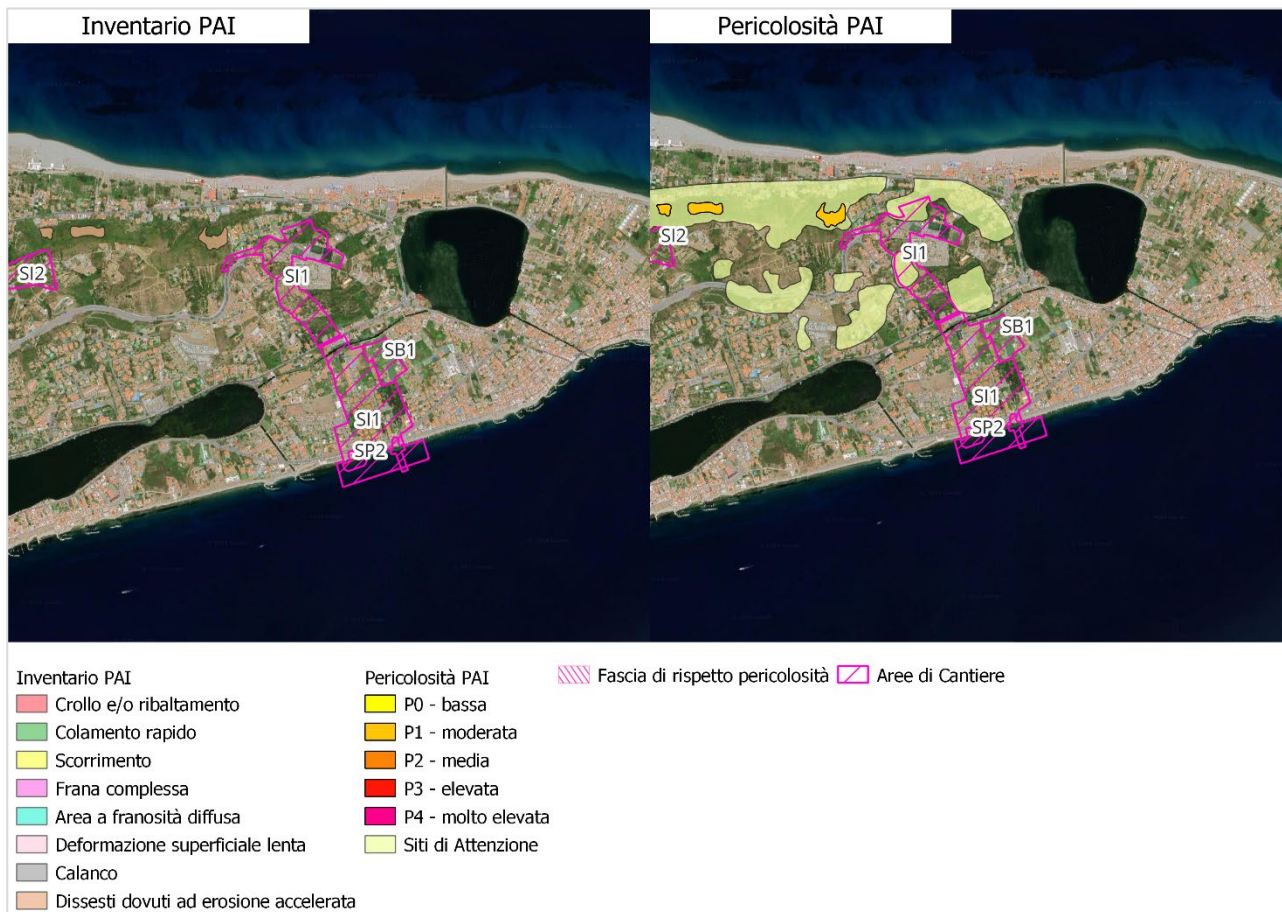 Inventario PAI
Pericolosità PAI
SI2
SI1
SB1
SI1
SP2
SI2
SI1
SB1
SI1
SP2
Inventario PAI
Crollo e/o ribaltamento
Colamento rapido
Scorrimento
Frana complessa
Area a franosità diffusa
Deformazione superficiale lenta
Calanco
Dissesti dovuti ad erosione accelerata
Pericolosità PAI
P0 - bassa
P1 - moderata
P2 - media
P3 - elevata
P4 - molto elevata
Siti di Attenzione
Fascia di rispetto pericolosità
Aree di Cantiere